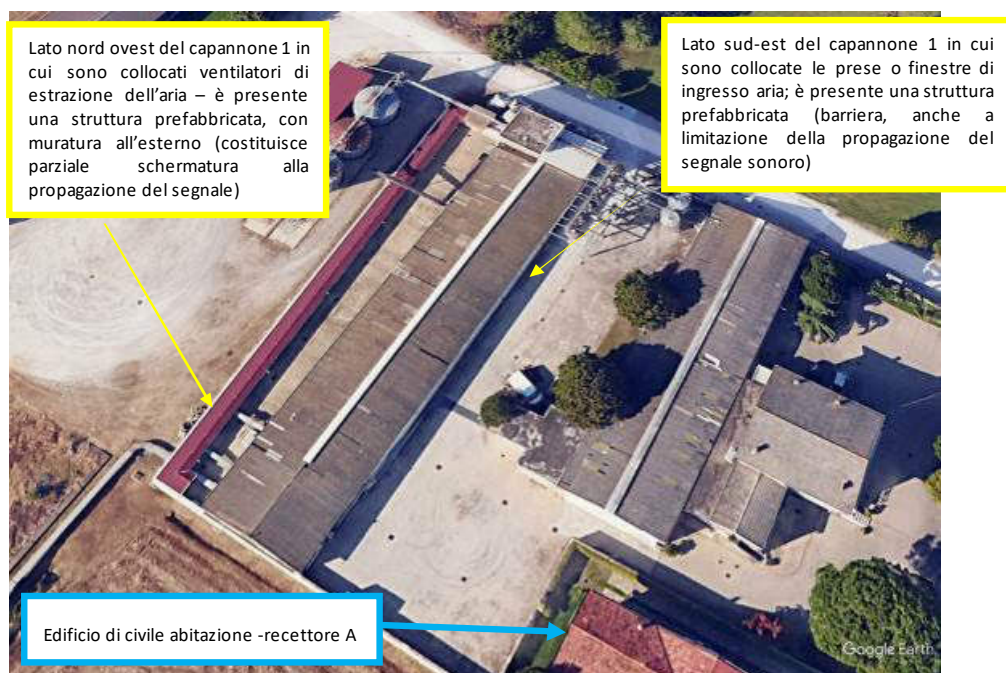 Lato nord ovest del capannone 1 in
cui sono collocati ventilatori di
estrazione dell’aria – è presente
una struttura prefabbricata, con
muratura all’esterno (costituisce
parziale schermatura alla
propagazione del segnale)
Lato sud-est del capannone 1 in cui
sono collocate le prese o finestre di
ingresso aria; è presente una struttura
prefabbricata (barriera, anche a
limitazione della propagazione del
segnale sonoro)
Edificio di civile abitazione -recettore A
Google Earth